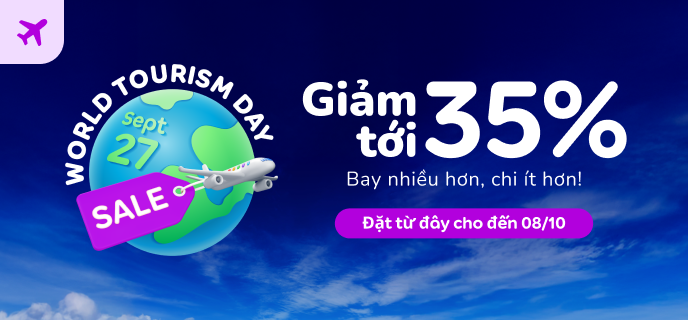 WORLD TOURISM DAY
sept
27
SALE
Giảm
tới
35%
Bay nhiều hơn, chi ít hơn!
Đặt từ đây cho đến 08/10